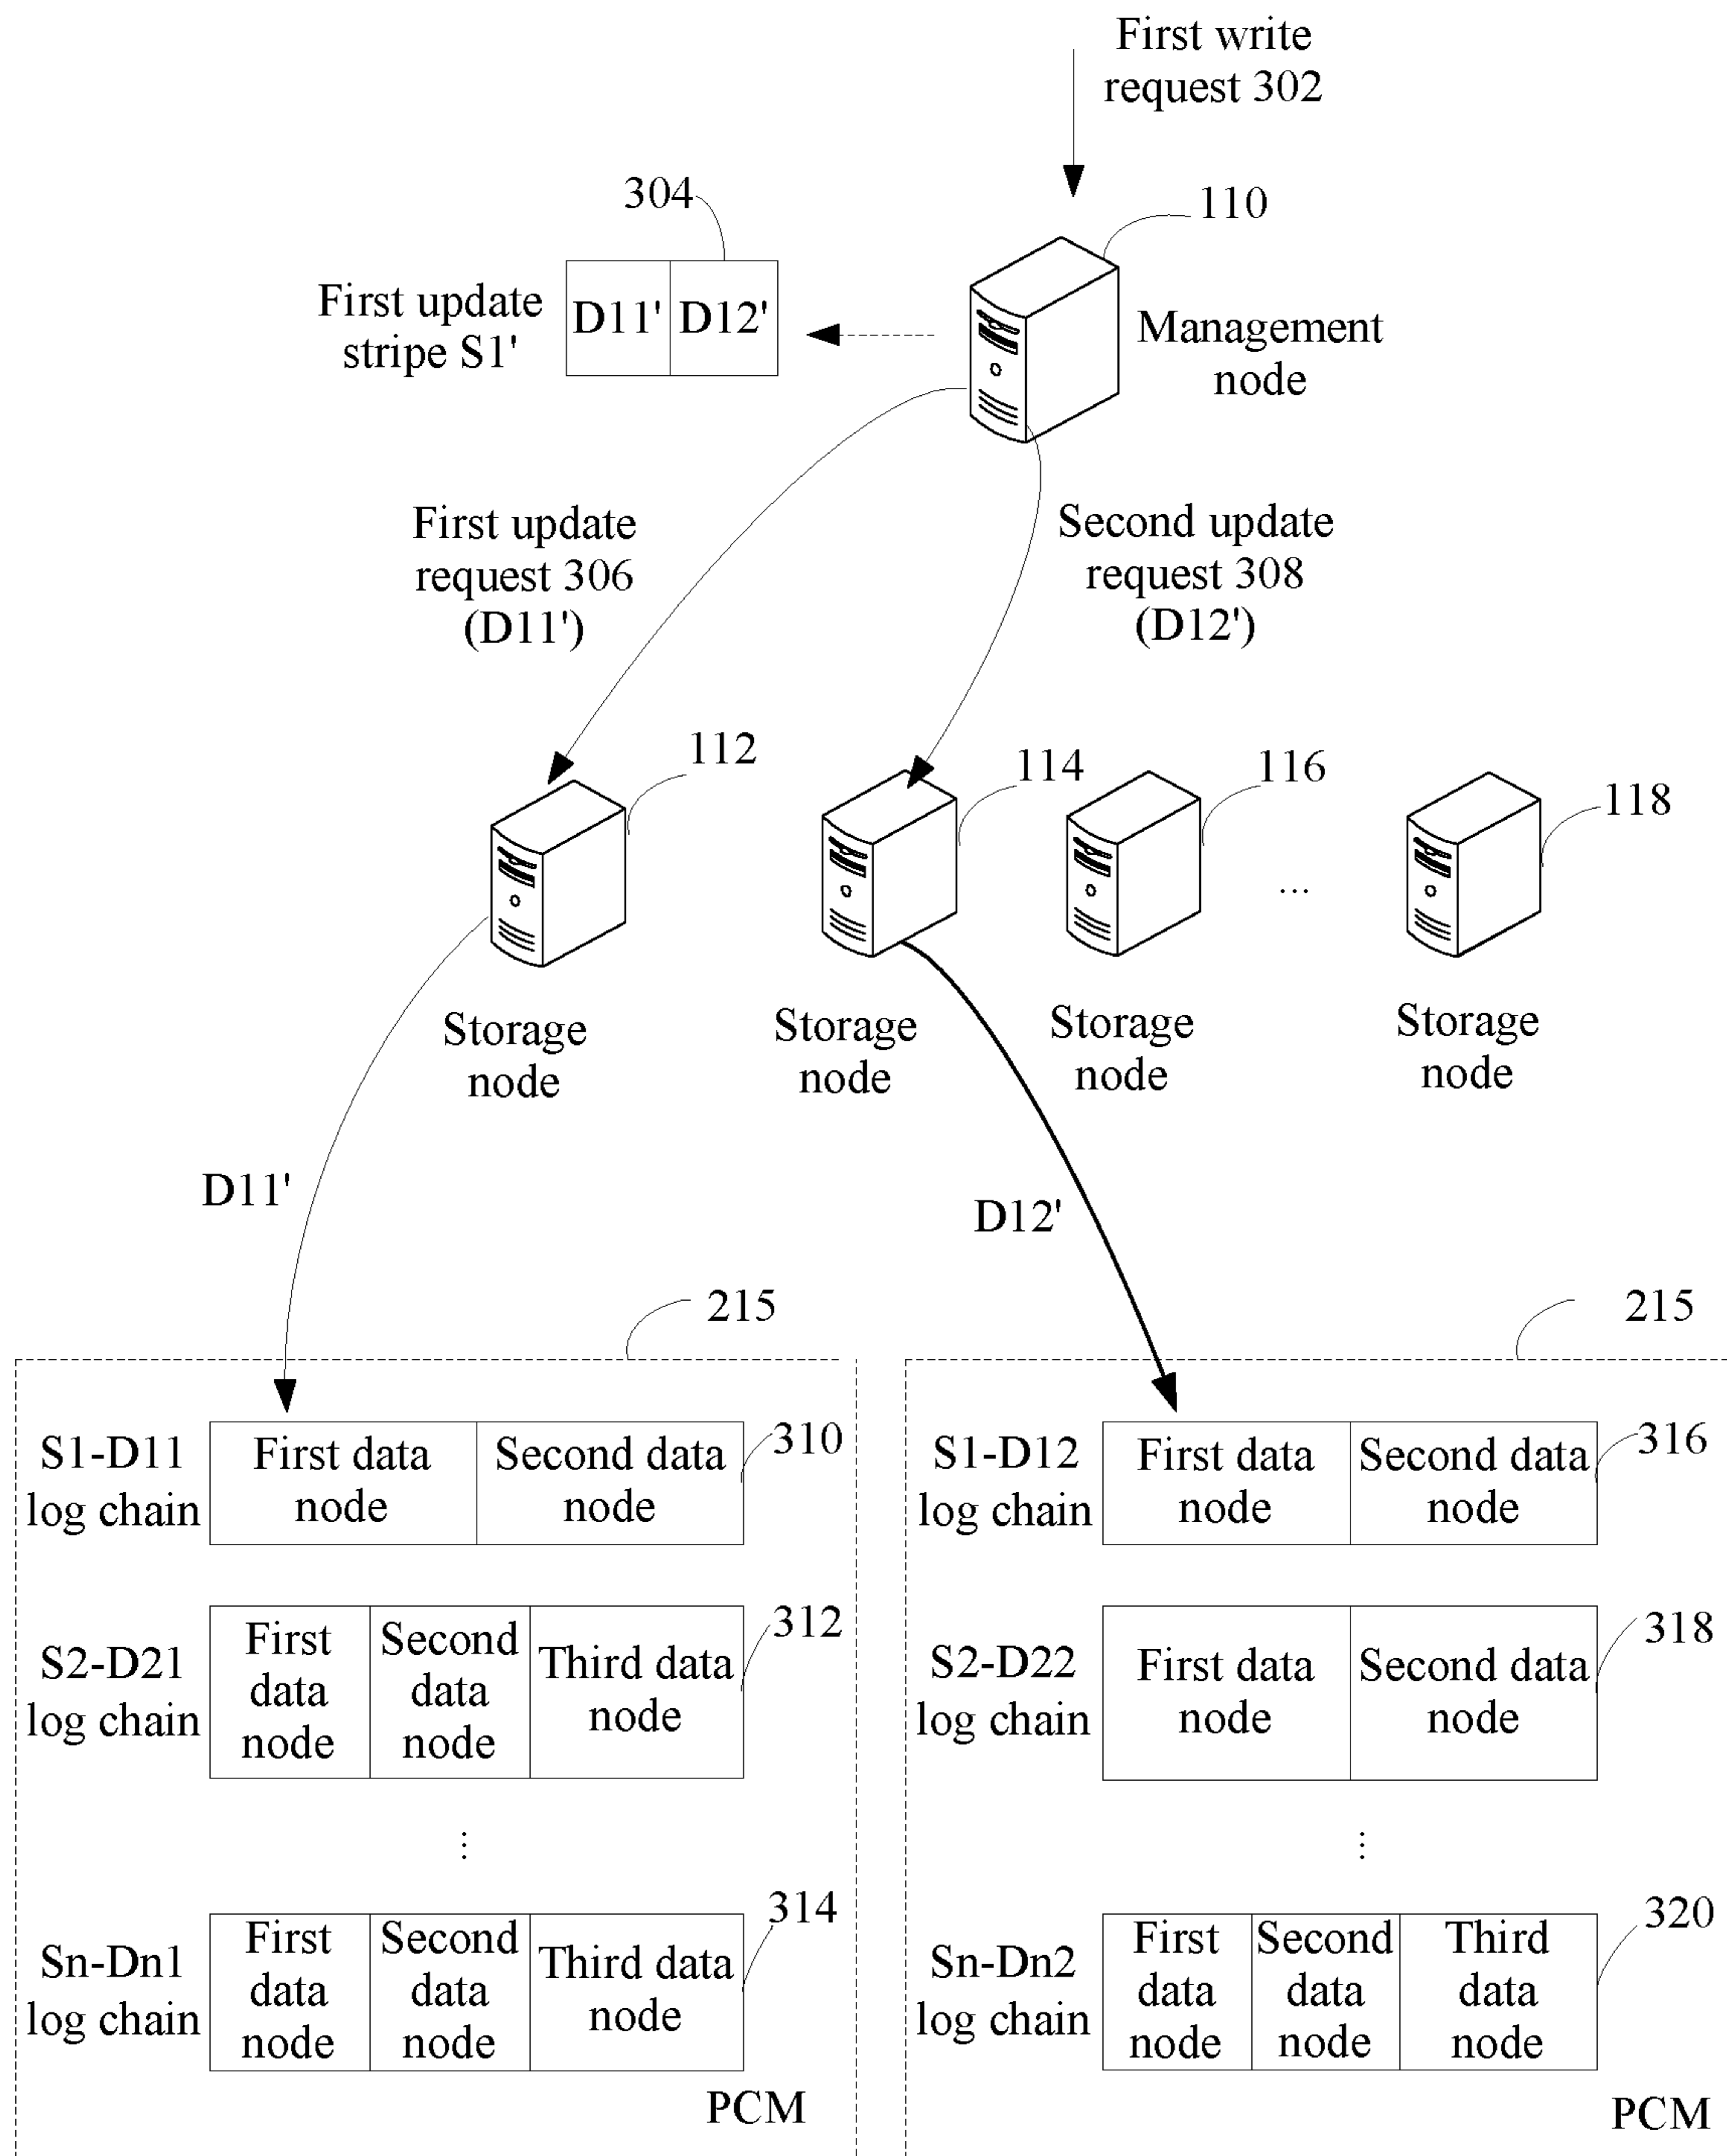 First write
request 302
304
110
First update
stripe S1'
D11' D12'
Management
node
First update
request 306
(D11')
Second update
request 308
(D12')
112
114
116
118
...
Storage
node
Storage
node
Storage
node
Storage
node
D11'
D12'
215
215
S1-D11
log chain
First data
node
Second data
node
310
S2-D21
log chain
First
data
node
Second
data
node
Third data
node
312
...
Sn-Dn1
log chain
First
data
node
Second
data
node
Third data
node
314
PCM
S1-D12
log chain
First data
node
Second data
node
316
S2-D22
log chain
First data
node
Second data
node
318
...
Sn-Dn2
log chain
First
data
node
Second
data
node
Third
data
node
320
PCM